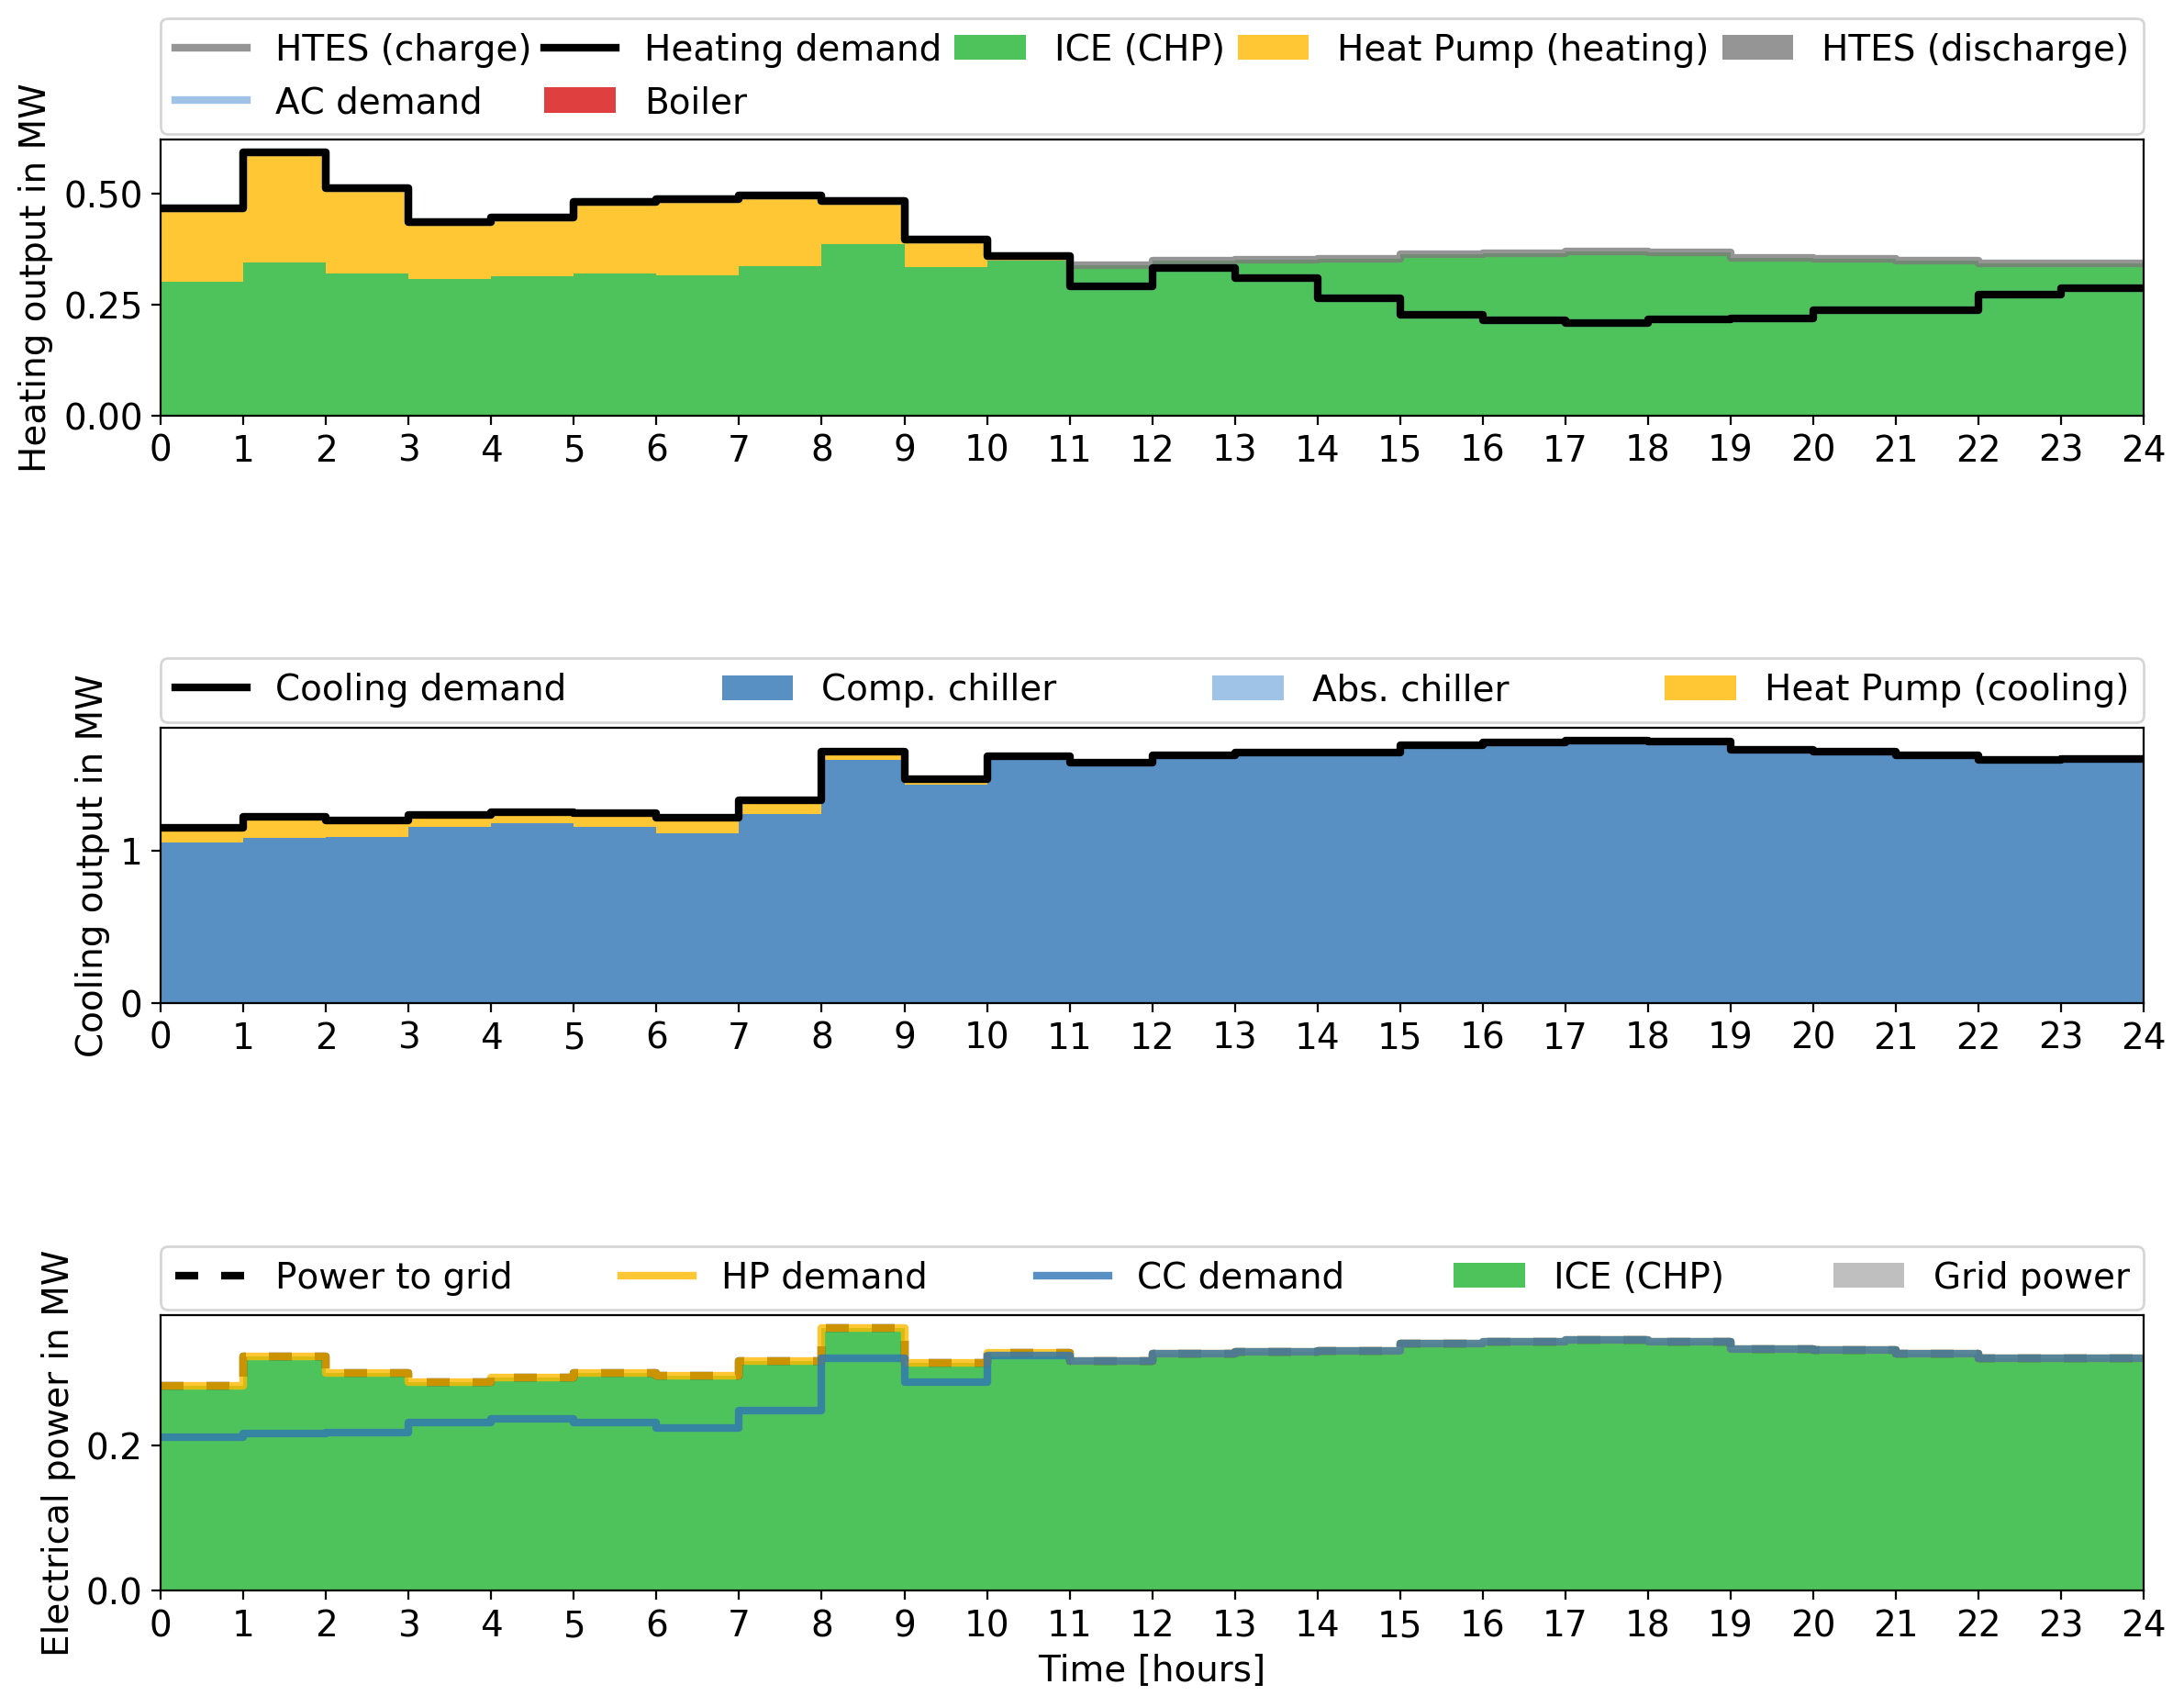 HTES (charge) Heating demand ICE (CHP) Heat Pump (heating) HTES (discharge)
AC demand Boiler
Heating output in MW
0.50
0.25
0.00
0 1 2 3 4 5 6 7 8 9 10 11 12 13 14 15 16 17 18 19 20 21 22 23 24
Cooling demand Comp. chiller Abs. chiller Heat Pump (cooling)
Cooling output in MW
1
0
0 1 2 3 4 5 6 7 8 9 10 11 12 13 14 15 16 17 18 19 20 21 22 23 24
Power to grid HP demand CC demand ICE (CHP) Grid power
Electrical power in MW
0.2
0.0
0 1 2 3 4 5 6 7 8 9 10 11 12 13 14 15 16 17 18 19 20 21 22 23 24
Time [hours]